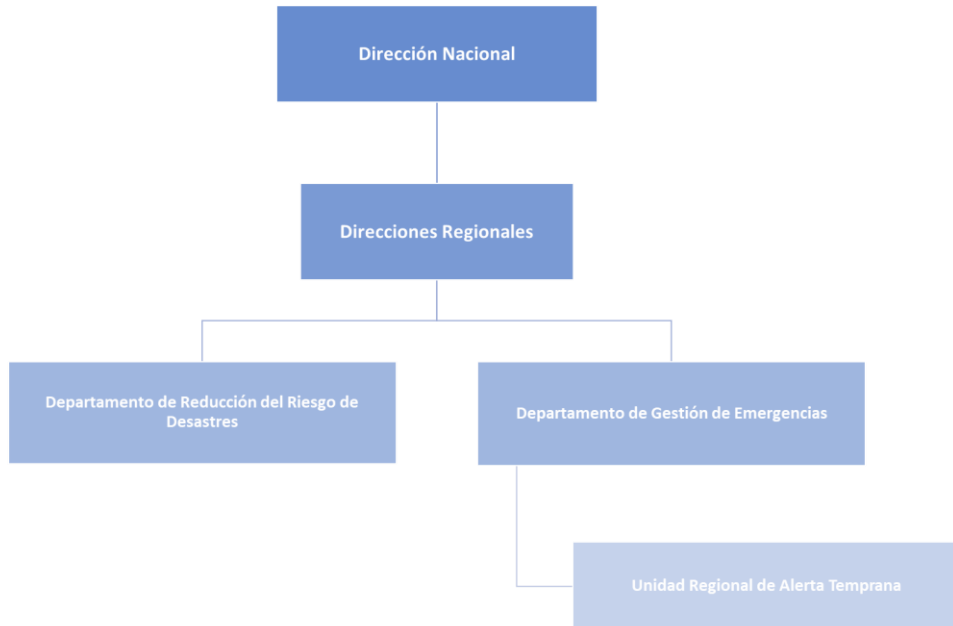 Dirección Nacional
Direcciones Regionales
Departamento de Reducción del Riesgo de
Desastres
Departamento de Gestión de Emergencias
Unidad Regional de Alerta Temprana